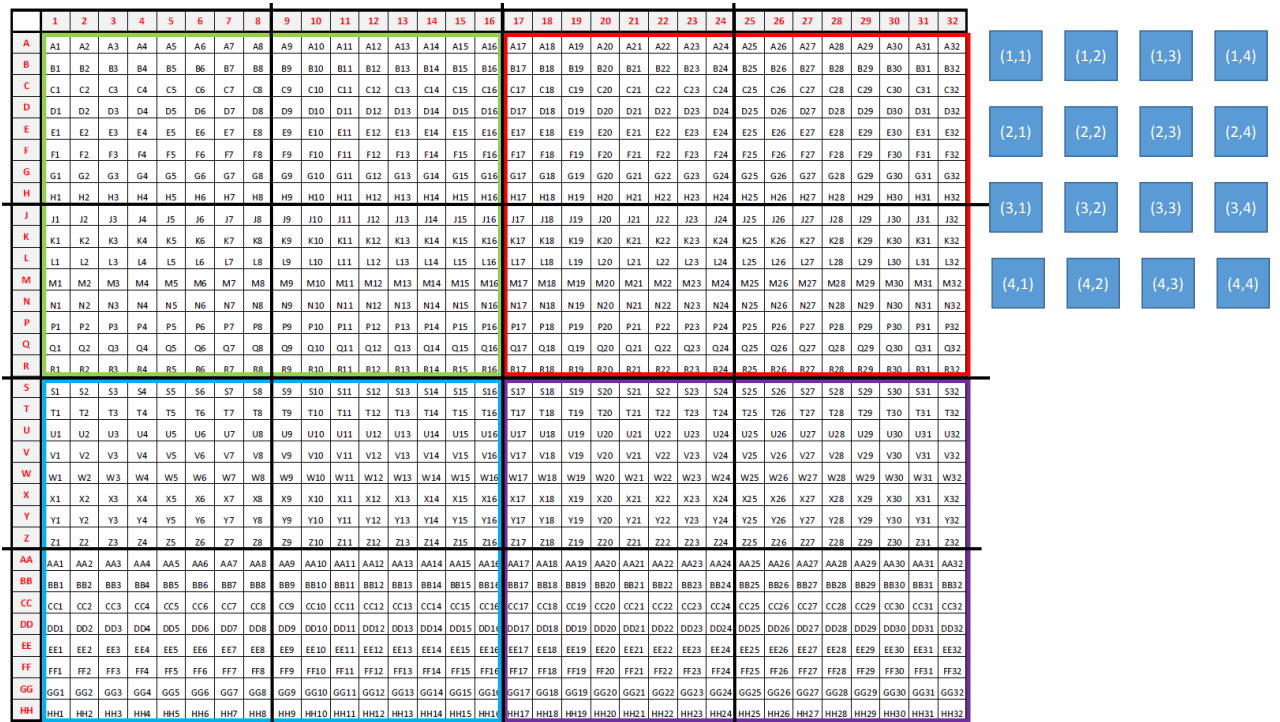 1 2 3 4 5 6 7 8 9 10 11 12 13 14 15 16 17 18 19 20 21 22 23 24 25 26 27 28 29 30 31 32
A A1 A2 A3 A4 A5 A6 A7 A8 A9 A10 A11 A12 A13 A14 A15 A16 A17 A18 A19 A20 A21 A22 A23 A24 A25 A26 A27 A28 A29 A30 A31 A32
B B1 B2 B3 B4 B5 B6 B7 B8 B9 B10 B11 B12 B13 B14 B15 B16 B17 B18 B19 B20 B21 B22 B23 B24 B25 B26 B27 B28 B29 B30 B31 B32
C C1 C2 C3 C4 C5 C6 C7 C8 C9 C10 C11 C12 C13 C14 C15 C16 C17 C18 C19 C20 C21 C22 C23 C24 C25 C26 C27 C28 C29 C30 C31 C32
D D1 D2 D3 D4 D5 D6 D7 D8 D9 D10 D11 D12 D13 D14 D15 D16 D17 D18 D19 D20 D21 D22 D23 D24 D25 D26 D27 D28 D29 D30 D31 D32
E E1 E2 E3 E4 E5 E6 E7 E8 E9 E10 E11 E12 E13 E14 E15 E16 E17 E18 E19 E20 E21 E22 E23 E24 E25 E26 E27 E28 E29 E30 E31 E32
F F1 F2 F3 F4 F5 F6 F7 F8 F9 F10 F11 F12 F13 F14 F15 F16 F17 F18 F19 F20 F21 F22 F23 F24 F25 F26 F27 F28 F29 F30 F31 F32
G G1 G2 G3 G4 G5 G6 G7 G8 G9 G10 G11 G12 G13 G14 G15 G16 G17 G18 G19 G20 G21 G22 G23 G24 G25 G26 G27 G28 G29 G30 G31 G32
H H1 H2 H3 H4 H5 H6 H7 H8 H9 H10 H11 H12 H13 H14 H15 H16 H17 H18 H19 H20 H21 H22 H23 H24 H25 H26 H27 H28 H29 H30 H31 H32
J J1 J2 J3 J4 J5 J6 J7 J8 J9 J10 J11 J12 J13 J14 J15 J16 J17 J18 J19 J20 J21 J22 J23 J24 J25 J26 J27 J28 J29 J30 J31 J32
K K1 K2 K3 K4 K5 K6 K7 K8 K9 K10 K11 K12 K13 K14 K15 K16 K17 K18 K19 K20 K21 K22 K23 K24 K25 K26 K27 K28 K29 K30 K31 K32
L L1 L2 L3 L4 L5 L6 L7 L8 L9 L10 L11 L12 L13 L14 L15 L16 L17 L18 L19 L20 L21 L22 L23 L24 L25 L26 L27 L28 L29 L30 L31 L32
M M1 M2 M3 M4 M5 M6 M7 M8 M9 M10 M11 M12 M13 M14 M15 M16 M17 M18 M19 M20 M21 M22 M23 M24 M25 M26 M27 M28 M29 M30 M31 M32
N N1 N2 N3 N4 N5 N6 N7 N8 N9 N10 N11 N12 N13 N14 N15 N16 N17 N18 N19 N20 N21 N22 N23 N24 N25 N26 N27 N28 N29 N30 N31 N32
P P1 P2 P3 P4 P5 P6 P7 P8 P9 P10 P11 P12 P13 P14 P15 P16 P17 P18 P19 P20 P21 P22 P23 P24 P25 P26 P27 P28 P29 P30 P31 P32
Q Q1 Q2 Q3 Q4 Q5 Q6 Q7 Q8 Q9 Q10 Q11 Q12 Q13 Q14 Q15 Q16 Q17 Q18 Q19 Q20 Q21 Q22 Q23 Q24 Q25 Q26 Q27 Q28 Q29 Q30 Q31 Q32
R R1 R2 R3 R4 R5 R6 R7 R8 R9 R10 R11 R12 R13 R14 R15 R16 R17 R18 R19 R20 R21 R22 R23 R24 R25 R26 R27 R28 R29 R30 R31 R32
S S1 S2 S3 S4 S5 S6 S7 S8 S9 S10 S11 S12 S13 S14 S15 S16 S17 S18 S19 S20 S21 S22 S23 S24 S25 S26 S27 S28 S29 S30 S31 S32
T T1 T2 T3 T4 T5 T6 T7 T8 T9 T10 T11 T12 T13 T14 T15 T16 T17 T18 T19 T20 T21 T22 T23 T24 T25 T26 T27 T28 T29 T30 T31 T32
U U1 U2 U3 U4 U5 U6 U7 U8 U9 U10 U11 U12 U13 U14 U15 U16 U17 U18 U19 U20 U21 U22 U23 U24 U25 U26 U27 U28 U29 U30 U31 U32
V V1 V2 V3 V4 V5 V6 V7 V8 V9 V10 V11 V12 V13 V14 V15 V16 V17 V18 V19 V20 V21 V22 V23 V24 V25 V26 V27 V28 V29 V30 V31 V32
W W1 W2 W3 W4 W5 W6 W7 W8 W9 W10 W11 W12 W13 W14 W15 W16 W17 W18 W19 W20 W21 W22 W23 W24 W25 W26 W27 W28 W29 W30 W31 W32
X X1 X2 X3 X4 X5 X6 X7 X8 X9 X10 X11 X12 X13 X14 X15 X16 X17 X18 X19 X20 X21 X22 X23 X24 X25 X26 X27 X28 X29 X30 X31 X32
Y Y1 Y2 Y3 Y4 Y5 Y6 Y7 Y8 Y9 Y10 Y11 Y12 Y13 Y14 Y15 Y16 Y17 Y18 Y19 Y20 Y21 Y22 Y23 Y24 Y25 Y26 Y27 Y28 Y29 Y30 Y31 Y32
Z Z1 Z2 Z3 Z4 Z5 Z6 Z7 Z8 Z9 Z10 Z11 Z12 Z13 Z14 Z15 Z16 Z17 Z18 Z19 Z20 Z21 Z22 Z23 Z24 Z25 Z26 Z27 Z28 Z29 Z30 Z31 Z32
AA AA1 AA2 AA3 AA4 AA5 AA6 AA7 AA8 AA9 AA10 AA11 AA12 AA13 AA14 AA15 AA16 AA17 AA18 AA19 AA20 AA21 AA22 AA23 AA24 AA25 AA26 AA27 AA28 AA29 AA30 AA31 AA32
BB BB1 BB2 BB3 BB4 BB5 BB6 BB7 BB8 BB9 BB10 BB11 BB12 BB13 BB14 BB15 BB16 BB17 BB18 BB19 BB20 BB21 BB22 BB23 BB24 BB25 BB26 BB27 BB28 BB29 BB30 BB31 BB32
CC CC1 CC2 CC3 CC4 CC5 CC6 CC7 CC8 CC9 CC10 CC11 CC12 CC13 CC14 CC15 CC16 CC17 CC18 CC19 CC20 CC21 CC22 CC23 CC24 CC25 CC26 CC27 CC28 CC29 CC30 CC31 CC32
DD DD1 DD2 DD3 DD4 DD5 DD6 DD7 DD8 DD9 DD10 DD11 DD12 DD13 DD14 DD15 DD16 DD17 DD18 DD19 DD20 DD21 DD22 DD23 DD24 DD25 DD26 DD27 DD28 DD29 DD30 DD31 DD32
EE EE1 EE2 EE3 EE4 EE5 EE6 EE7 EE8 EE9 EE10 EE11 EE12 EE13 EE14 EE15 EE16 EE17 EE18 EE19 EE20 EE21 EE22 EE23 EE24 EE25 EE26 EE27 EE28 EE29 EE30 EE31 EE32
FF FF1 FF2 FF3 FF4 FF5 FF6 FF7 FF8 FF9 FF10 FF11 FF12 FF13 FF14 FF15 FF16 FF17 FF18 FF19 FF20 FF21 FF22 FF23 FF24 FF25 FF26 FF27 FF28 FF29 FF30 FF31 FF32
GG GG1 GG2 GG3 GG4 GG5 GG6 GG7 GG8 GG9 GG10 GG11 GG12 GG13 GG14 GG15 GG16 GG17 GG18 GG19 GG20 GG21 GG22 GG23 GG24 GG25 GG26 GG27 GG28 GG29 GG30 GG31 GG32
HH HH1 HH2 HH3 HH4 HH5 HH6 HH7 HH8 HH9 HH10 HH11 HH12 HH13 HH14 HH15 HH16 HH17 HH18 HH19 HH20 HH21 HH22 HH23 HH24 HH25 HH26 HH27 HH28 HH29 HH30 HH31 HH32
(1,1) (1,2) (1,3) (1,4)
(2,1) (2,2) (2,3) (2,4)
(3,1) (3,2) (3,3) (3,4)
(4,1) (4,2) (4,3) (4,4)